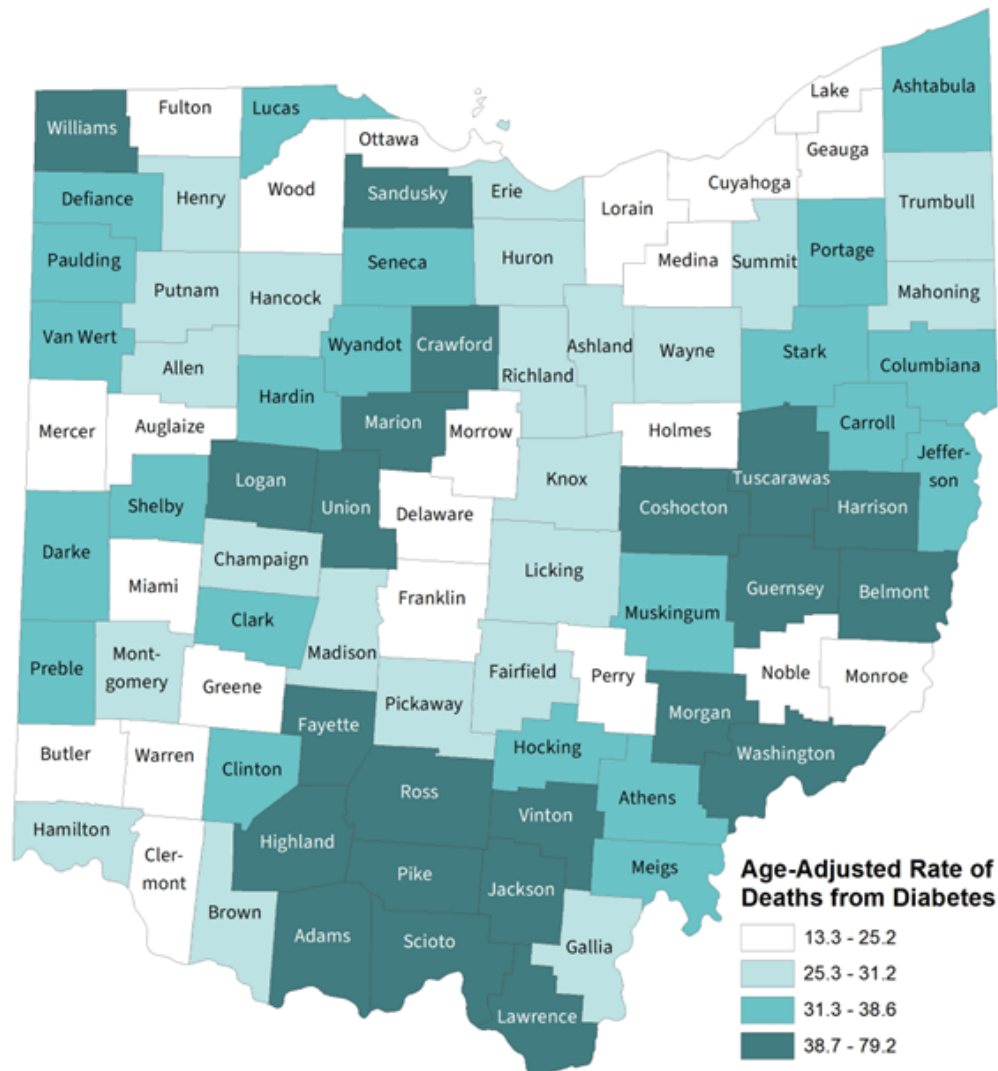 Lake
Ashtabula
Fulton
Lucas
Williams
Ottawa
Geauga
Cuyahoga
Wood
Sandusky
Erie
Defiance
Henry
Lorain
Trumbull
Portage
Huron
Medina
Summit
Paulding
Seneca
Mahoning
Putnam
Hancock
Van Wert
Wyandot
Crawford
Ashland
Wayne
Stark
Columbiana
Allen
Richland
Hardin
Marion
Carroll
Mercer
Auglaize
Morrow
Holmes
Jeffer-
son
Logan
Knox
Tuscarawas
Union
Coshocton
Harrison
Shelby
Delaware
Darke
Champaign
Licking
Miami
Franklin
Guernsey
Belmont
Clark
Muskingum
Preble
Mont-
gomery
Madison
Fairfield
Perry
Noble
Monroe
Greene
Pickaway
Morgan
Fayette
Butler
Warren
Hocking
Washington
Clinton
Ross
Athens
Vinton
Hamilton
Highland
Cler-
mont
Pike
Jackson
Meigs
Brown
Adams
Scioto
Gallia
Lawrence
Age-Adjusted Rate of
Deaths from Diabetes
13.3 - 25.2
25.3 - 31.2
31.3 - 38.6
38.7 - 79.2